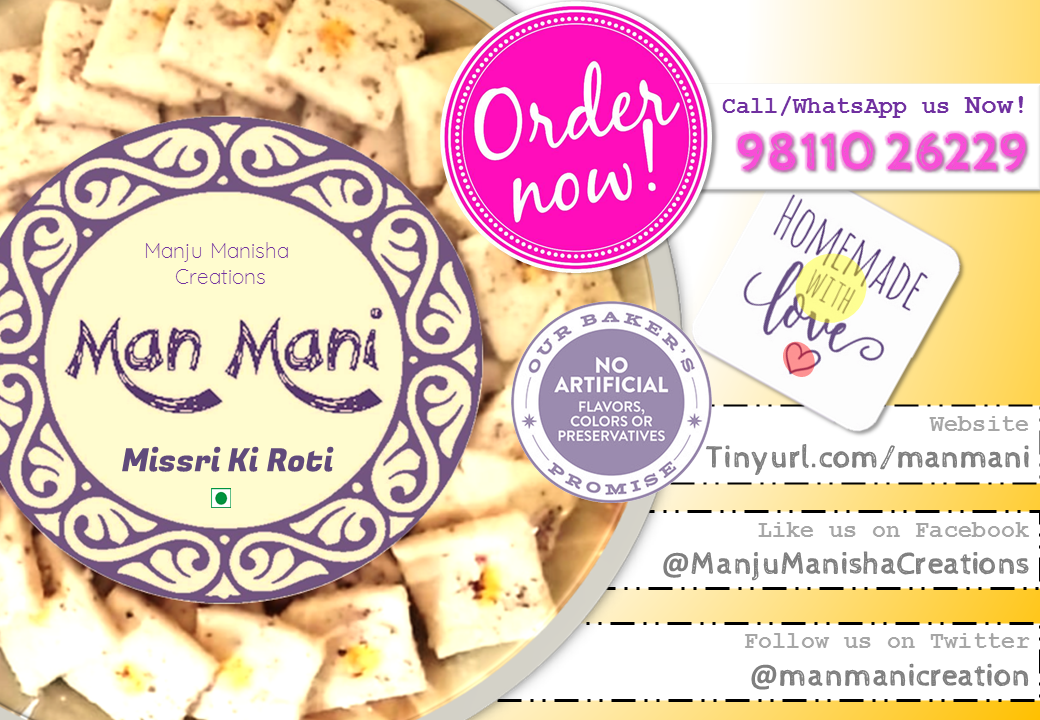 Order
now!
Call/WhatsApp us Now!
98110 26229
HOMEMADE
WITH
love
Manju Manisha
Creations
Man Mani
Missri Ki Roti
OUR BAKER'S
NO
ARTIFICIAL
FLAVORS,
COLORS OR
PRESERVATIVES
PROMISE
Website
Tinyurl.com/manmani
Like us on Facebook
@ManjuManishaCreations
Follow us on Twitter
@manmanicreation